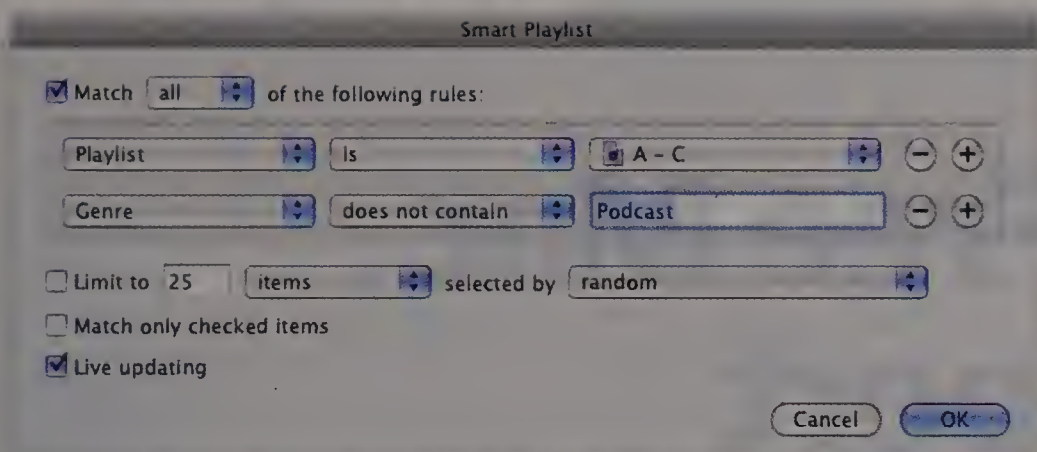 Smart Playlist
Match all of the following rules:
Playlist Is A – C
Genre does not contain Podcast
Limit to 25 items selected by random
Match only checked items
Live updating
Cancel OK